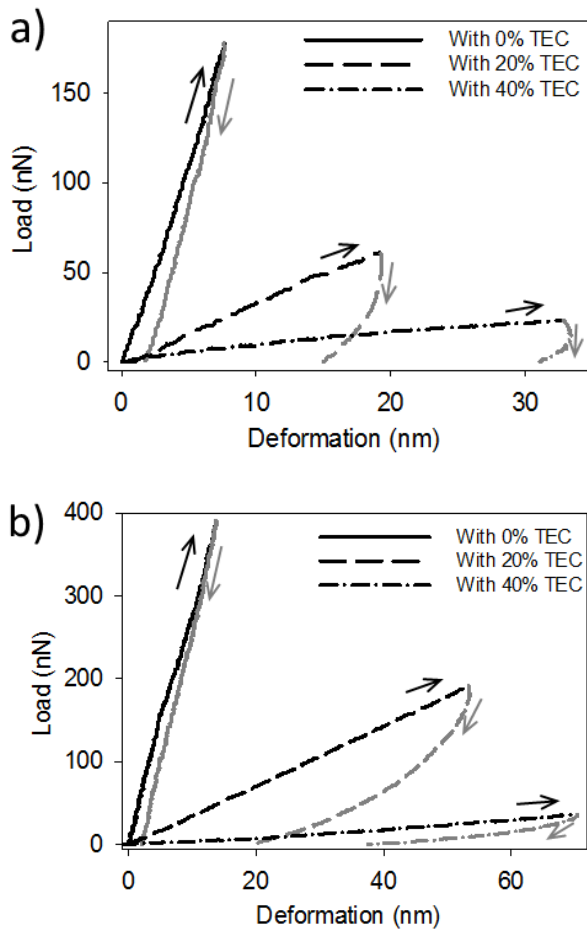 a)
With 0% TEC
With 20% TEC
With 40% TEC
Load (nN)
150
100
50
0
0 10 20 30
Deformation (nm)
b)
With 0% TEC
With 20% TEC
With 40% TEC
Load (nN)
400
300
200
100
0
0 20 40 60
Deformation (nm)